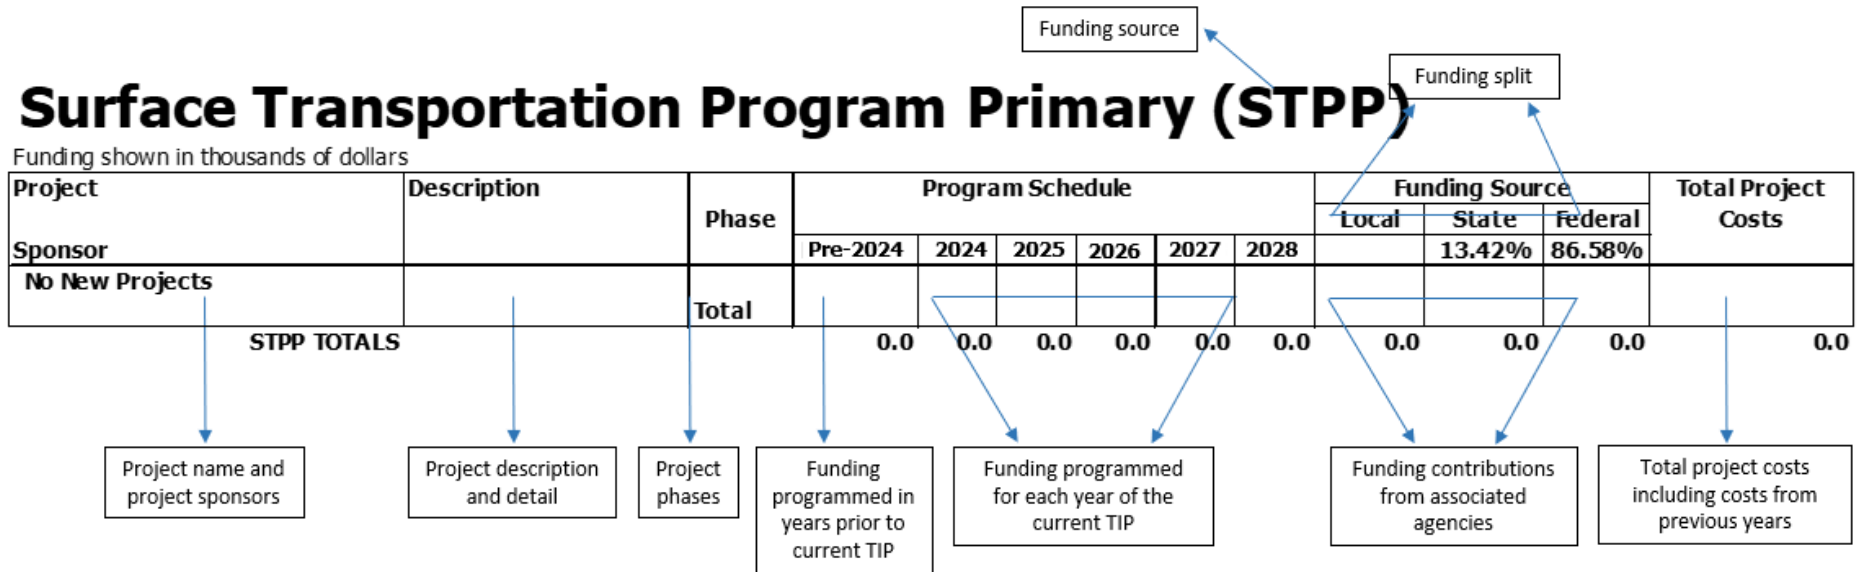 Funding source
Funding split
Surface Transportation Program Primary (STPP)
Funding shown in thousands of dollars
Project Description Program Schedule Funding Source Total Project
Phase Local State Federal Costs
Sponsor Pre-2024 2024 2025 2026 2027 2028 13.42% 86.58%
No New Projects
Total
STPP TOTALS 0.0 0.0 0.0 0.0 0.0 0.0 0.0 0.0 0.0 0.0
Project name and
project sponsors
Project description
and detail
Project
phases
Funding
programmed in
years prior to
current TIP
Funding programmed
for each year of the
current TIP
Funding contributions
from associated
agencies
Total project costs
including costs from
previous years